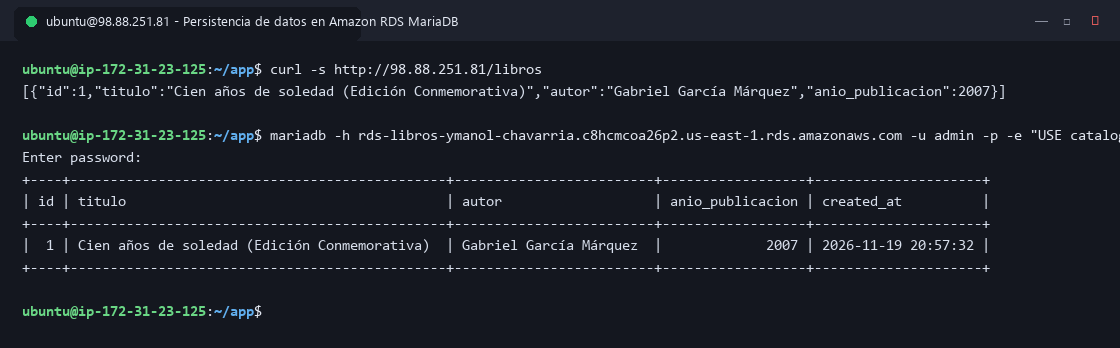 ubuntu@98.88.251.81 - Persistencia de datos en Amazon RDS MariaDB
ubuntu@ip-172-31-23-125:~/app$ curl -s http://98.88.251.81/libros
[{"id":1,"titulo":"Cien años de soledad (Edición Conmemorativa)","autor":"Gabriel García Márquez","anio_publicacion":2007}]
ubuntu@ip-172-31-23-125:~/app$ mariadb -h rds-libros-ymanol-chavarria.c8hcmcoa26p2.us-east-1.rds.amazonaws.com -u admin -p -e "USE catalog
Enter password:
+----+-----------------------------------------------+-------------------------+------------------+---------------------+
| id | titulo | autor | anio_publicacion | created_at |
+----+-----------------------------------------------+-------------------------+------------------+---------------------+
| 1 | Cien años de soledad (Edición Conmemorativa) | Gabriel García Márquez | 2007 | 2026-11-19 20:57:32 |
+----+-----------------------------------------------+-------------------------+------------------+---------------------+
ubuntu@ip-172-31-23-125:~/app$